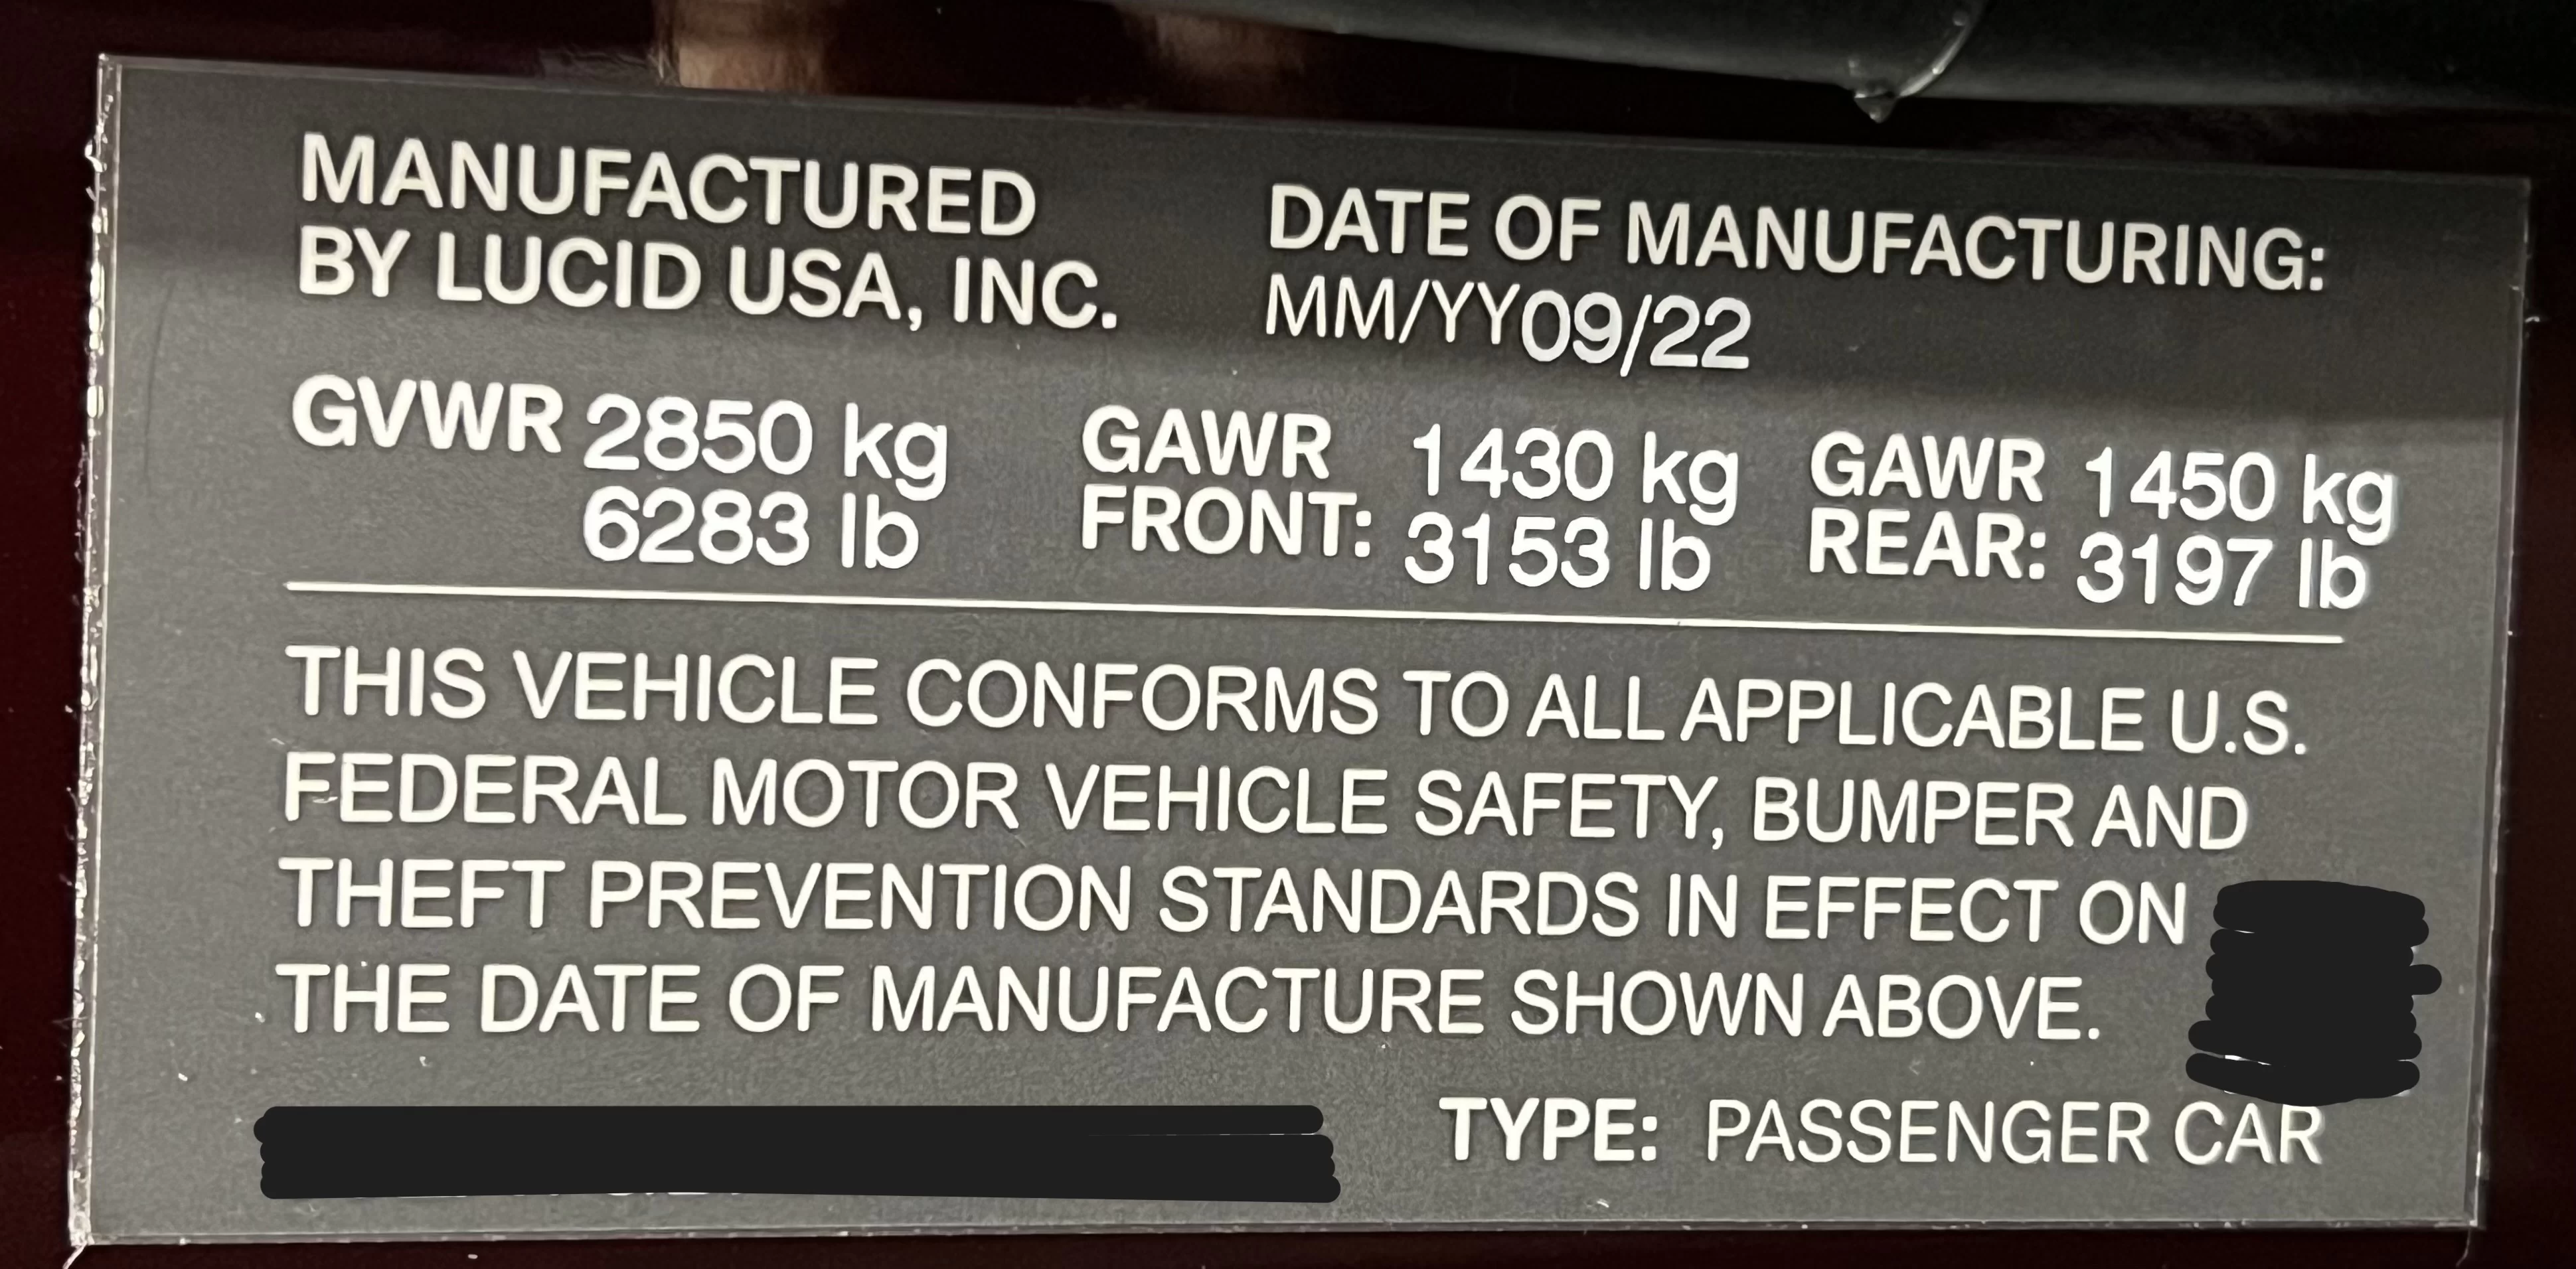 MANUFACTURED
BY LUCID USA, INC.
DATE OF MANUFACTURING:
MM/YY09/22
GVWR 2850 kg
6283 lb
GAWR
FRONT:
1430 kg
3153 lb
GAWR
REAR:
1450 kg
3197 lb
THIS VEHICLE CONFORMS TO ALL APPLICABLE U.S.
FEDERAL MOTOR VEHICLE SAFETY, BUMPER AND
THEFT PREVENTION STANDARDS IN EFFECT ON
THE DATE OF MANUFACTURE SHOWN ABOVE.
TYPE: PASSENGER CAR